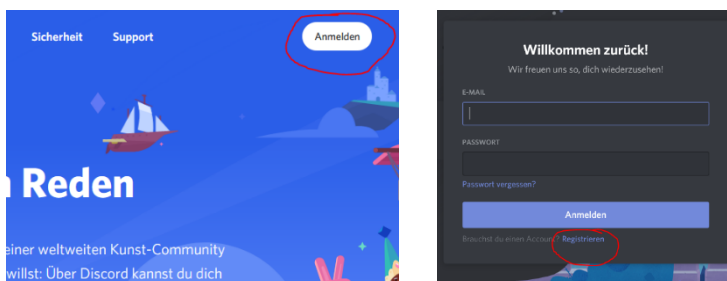 Sicherheit Support Anmelden
Reden
einer weltweiten Kunst-Community
willst: Über Discord kannst du dich
Willkommen zurück!
Wir freuen uns so, dich wiederzusehen!
E-MAIL
PASSWORT
Passwort vergessen?
Anmelden
Brauchst du einen Account? Registrieren